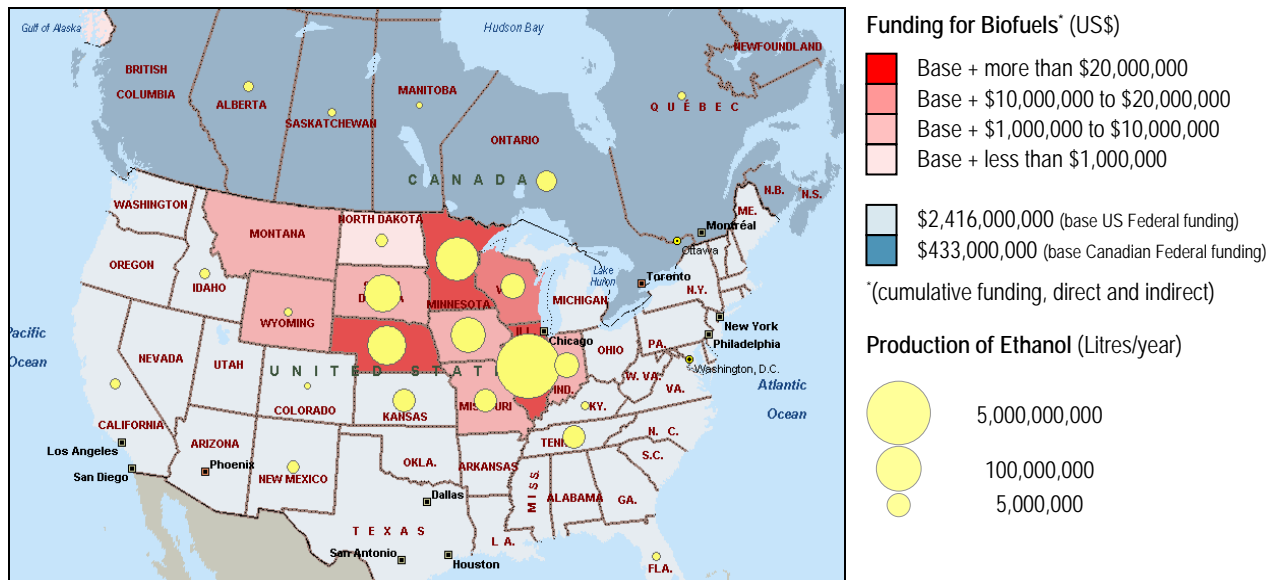 Gulf of Alaska
Hudson Bay
NEWFOUNDLAND
BRITISH
COLUMBIA
ALBERTA
MANITOBA
SASKATCHEWAN
QUÉBEC
ONTARIO
CANADA
N.B.
N.S.
WASHINGTON
MONTANA
NORTH DAKOTA
ME.
Montréal
Ottawa
OREGON
IDAHO
Lake
Huron
Toronto
MINNESOTA
MICHIGAN
N.Y.
WYOMING
New York
Philadelphia
Chicago
ILL.
Pacific
Ocean
NEVADA
UTAH
UNITED STATE
OHIO
PA.
Washington, D.C.
IND.
W. VA.
VA.
Atlantic
Ocean
COLORADO
KANSAS
MISSOURI
KY.
CALIFORNIA
Los Angeles
San Diego
ARIZONA
Phoenix
NEW MEXICO
OKLA.
ARKANSAS
TENN
N. C.
S.C.
MISS.
ALABAMA
GA.
Dallas
TEXAS
San Antonio
Houston
LA.
FLA.
Funding for Biofuels* (US$)
Base + more than $20,000,000
Base + $10,000,000 to $20,000,000
Base + $1,000,000 to $10,000,000
Base + less than $1,000,000
$2,416,000,000 (base US Federal funding)
$433,000,000 (base Canadian Federal funding)
*(cumulative funding, direct and indirect)
Production of Ethanol (Litres/year)
5,000,000,000
100,000,000
5,000,000